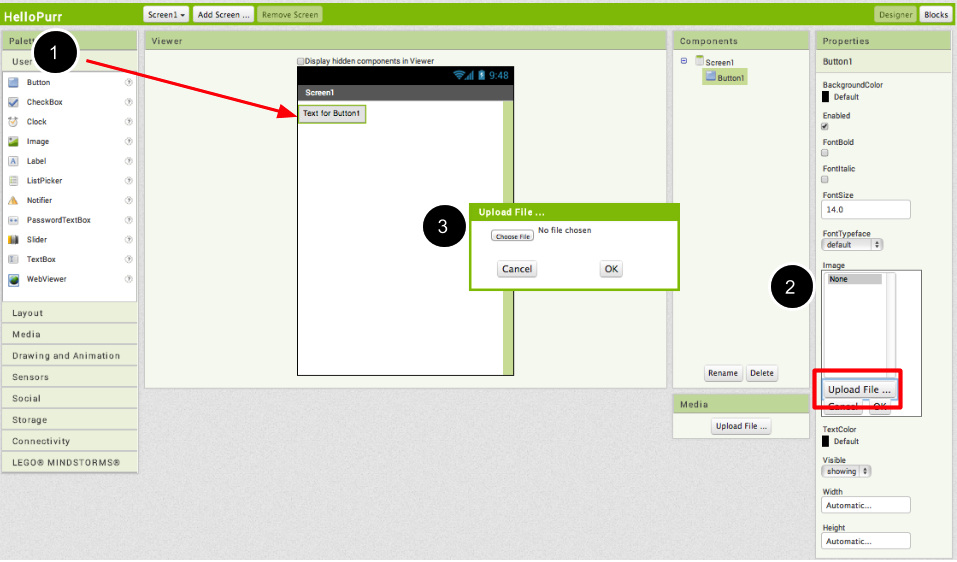 HelloPurr
Screen1
Add Screen ...
Remove Screen
Designer
Blocks
Palett
1
User
Button
CheckBox
Clock
Image
Label
ListPicker
Notifier
PasswordTextBox
Slider
TextBox
WebViewer
Layout
Media
Drawing and Animation
Sensors
Social
Storage
Connectivity
LEGO® MINDSTORMS®
Viewer
Display hidden components in Viewer
9:48
Screen1
Text for Button1
3
Upload File ...
Choose File No file chosen
Cancel OK
Components
Screen1
Button1
Rename Delete
Media
Upload File ...
Properties
Button1
BackgroundColor
Default
Enabled
FontBold
FontItalic
FontSize
14.0
FontTypeface
default
Image
2
None
Upload File ...
Cancel OK
TextColor
Default
Visible
showing
Width
Automatic...
Height
Automatic...